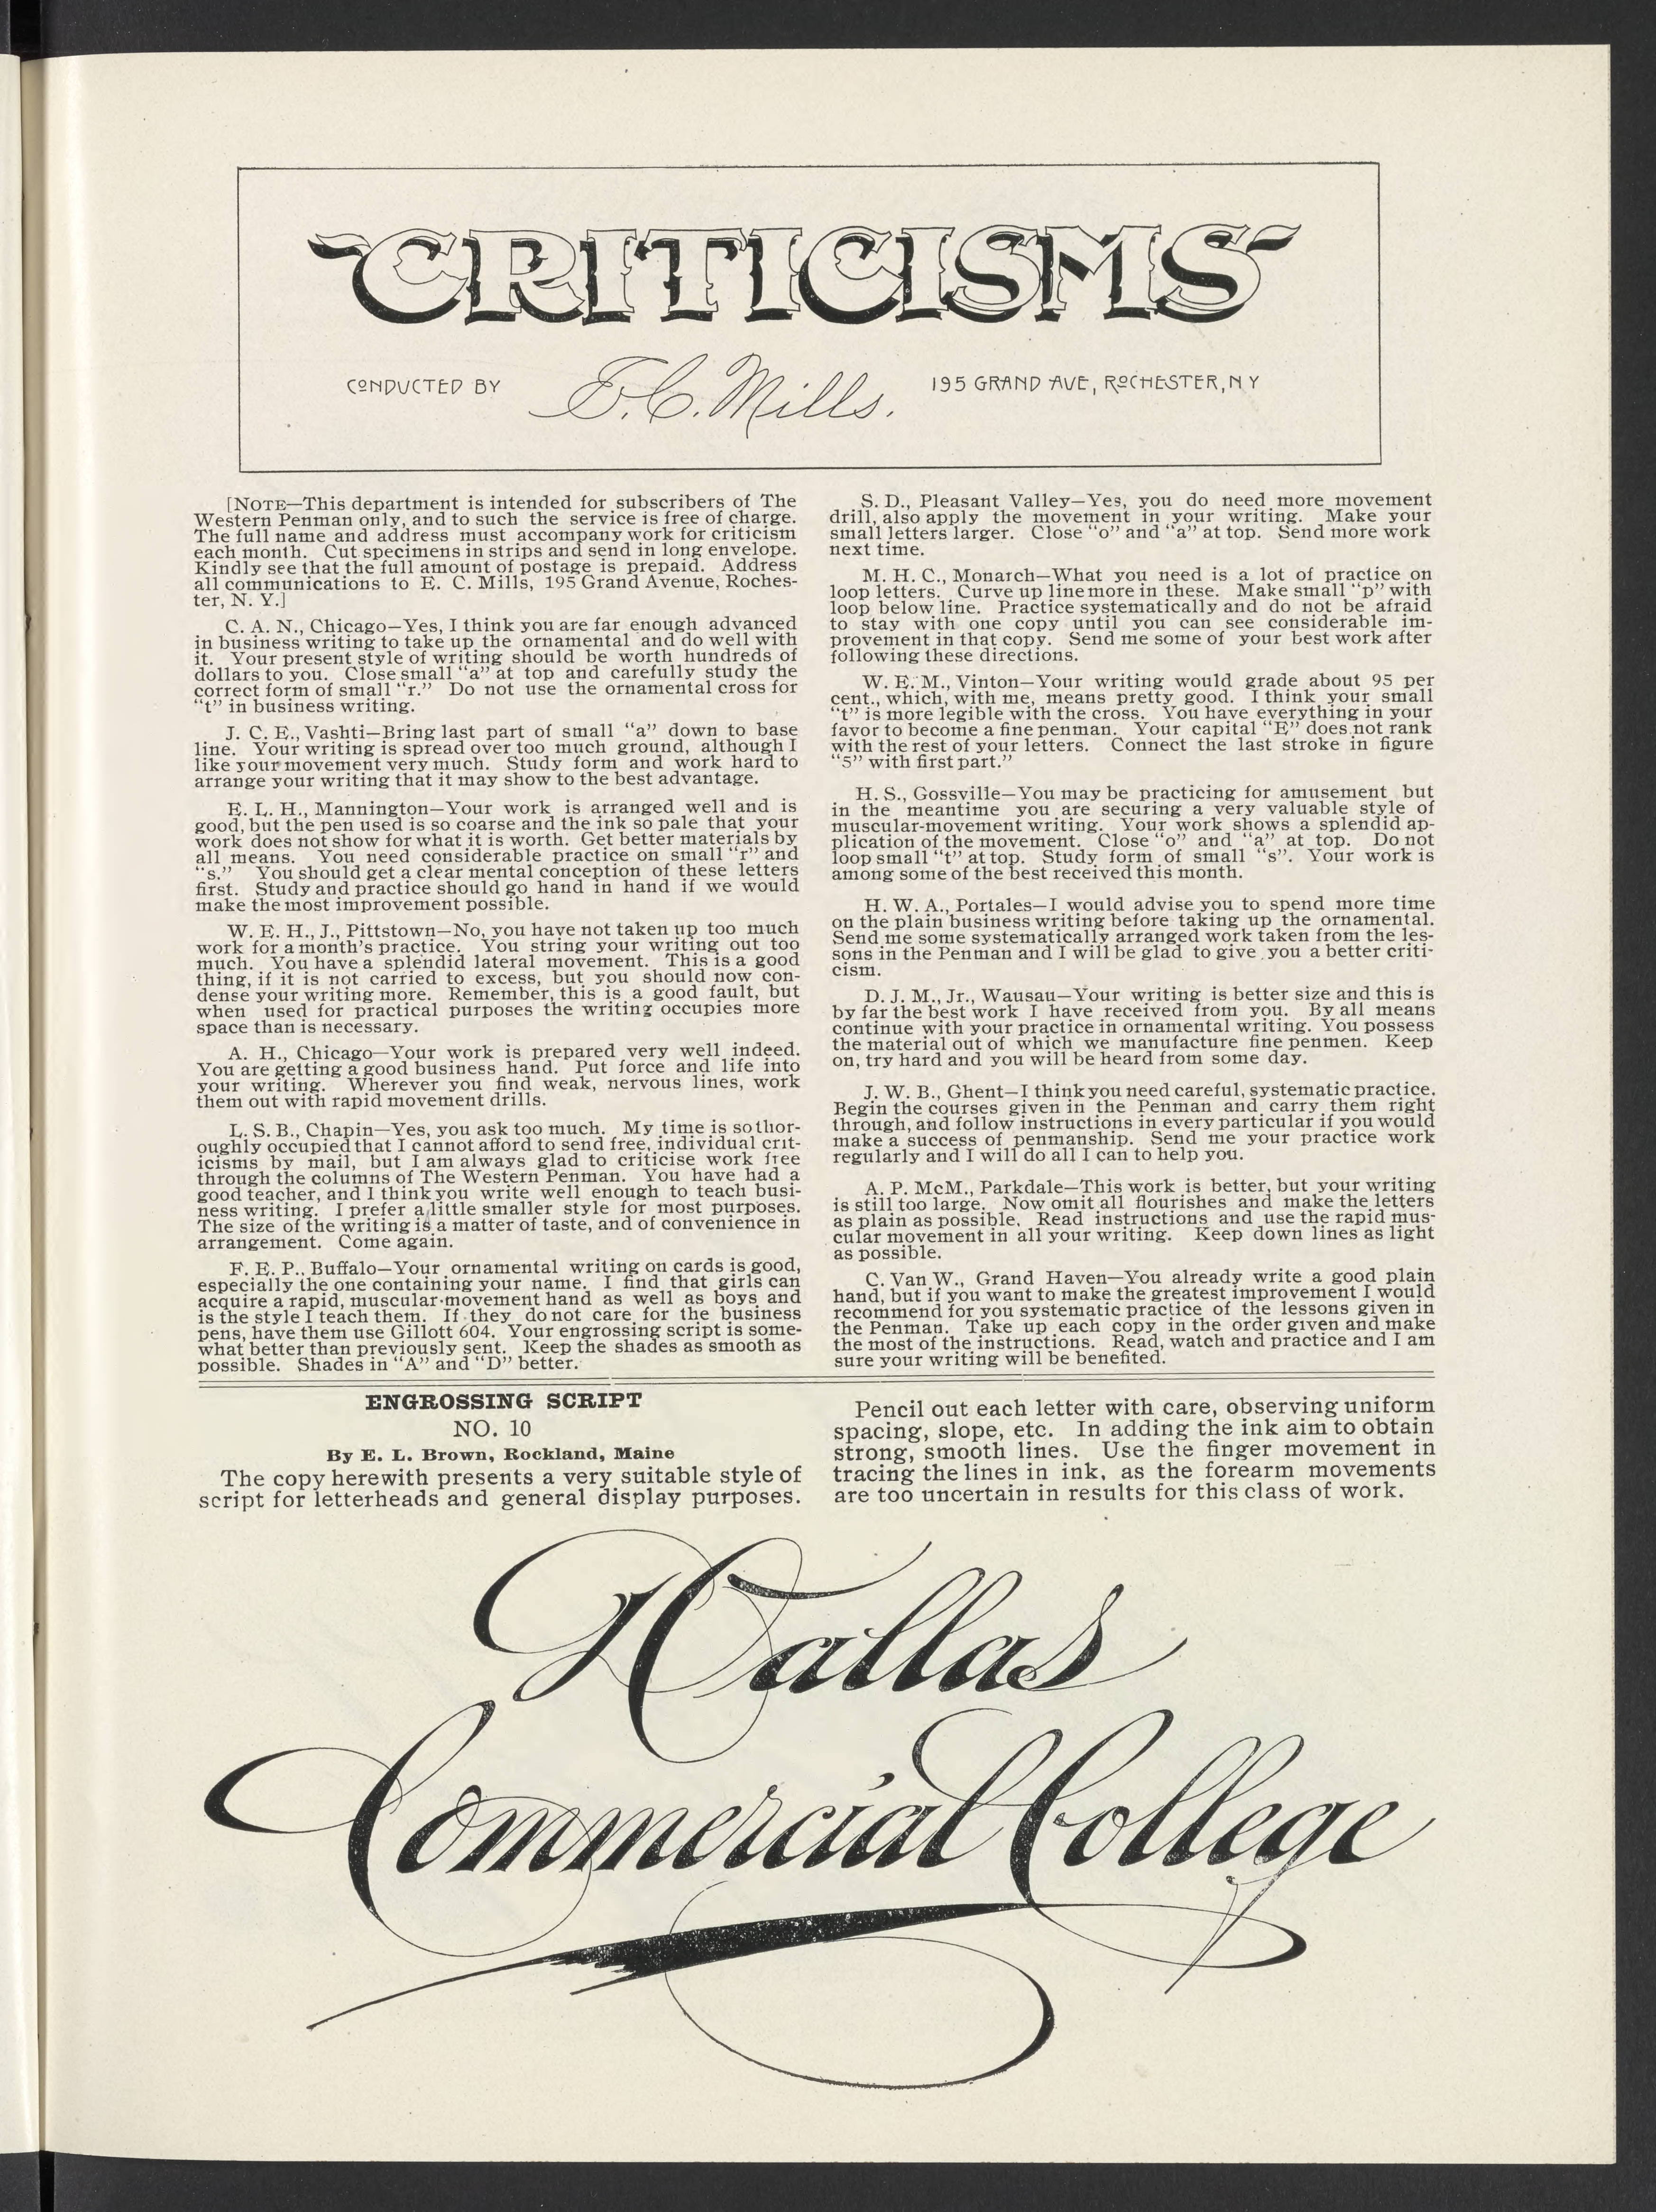 CRITICISMS
CONDUCTED BY E. C. Mills. 195 GRAND AVE, ROCHESTER, N Y
[NOTE—This department is intended for subscribers of The
Western Penman only, and to such the service is free of charge.
The full name and address must accompany work for criticism
each month. Cut specimens in strips and send in long envelope.
Kindly see that the full amount of postage is prepaid. Address
all communications to E. C. Mills, 195 Grand Avenue, Roches-
ter, N. Y.]
C. A. N., Chicago—Yes, I think you are far enough advanced
in business writing to take up the ornamental and do well with
it. Your present style of writing should be worth hundreds of
dollars to you. Close small “a” at top and carefully study the
correct form of small “r.” Do not use the ornamental cross for
“t” in business writing.
J. C. E., Vashti—Bring last part of small “a” down to base
line. Your writing is spread over too much ground, although I
like your movement very much. Study form and work hard to
arrange your writing that it may show to the best advantage.
E. L. H., Mannington—Your work is arranged well and is
good, but the pen used is so coarse and the ink so pale that your
work does not show for what it is worth. Get better materials by
all means. You need considerable practice on small “r” and
“s.” You should get a clear mental conception of these letters
first. Study and practice should go hand in hand if we would
make the most improvement possible.
W. E. H., J., Pittstown—No, you have not taken up too much
work for a month's practice. You string your writing out too
much. You have a splendid lateral movement. This is a good
thing, if it is not carried to excess, but you should now con-
dense your writing more. Remember, this is a good fault, but
when used for practical purposes the writing occupies more
space than is necessary.
A. H., Chicago—Your work is prepared very well indeed.
You are getting a good business hand. Put force and life into
your writing. Wherever you find weak, nervous lines, work
them out with rapid movement drills.
L. S. B., Chapin—Yes, you ask too much. My time is so thor-
oughly occupied that I cannot afford to send free, individual crit-
icisms by mail, but I am always glad to criticise work free
through the columns of The Western Penman. You have had a
good teacher, and I think you write well enough to teach busi-
ness writing. I prefer a little smaller style for most purposes.
The size of the writing is a matter of taste, and of convenience in
arrangement. Come again.
F. E. P., Buffalo—Your ornamental writing on cards is good,
especially the one containing your name. I find that girls can
acquire a rapid, muscular-movement hand as well as boys and
is the style I teach them. If they do not care for the business
pens, have them use Gillott 604. Your engrossing script is some-
what better than previously sent. Keep the shades as smooth as
possible. Shades in “A” and “D” better.
S. D., Pleasant Valley—Yes, you do need more movement
drill, also apply the movement in your writing. Make your
small letters larger. Close “o” and “a” at top. Send more work
next time.
M. H. C., Monarch—What you need is a lot of practice on
loop letters. Curve up line more in these. Make small “p” with
loop below line. Practice systematically and do not be afraid
to stay with one copy until you can see considerable im-
provement in that copy. Send me some of your best work after
following these directions.
W. E. M., Vinton—Your writing would grade about 95 per
cent., which, with me, means pretty good. I think your small
“t” is more legible with the cross. You have everything in your
favor to become a fine penman. Your capital “E” does not rank
with the rest of your letters. Connect the last stroke in figure
“5” with first part.”
H. S., Gossville—You may be practicing for amusement but
in the meantime you are securing a very valuable style of
muscular-movement writing. Your work shows a splendid ap-
plication of the movement. Close “o” and “a” at top. Do not
loop small “t” at top. Study form of small “s”. Your work is
among some of the best received this month.
H. W. A., Portales—I would advise you to spend more time
on the plain business writing before taking up the ornamental.
Send me some systematically arranged work taken from the les-
sons in the Penman and I will be glad to give you a better criti-
cism.
D. J. M., Jr., Wausau—Your writing is better size and this is
by far the best work I have received from you. By all means
continue with your practice in ornamental writing. You possess
the material out of which we manufacture fine penmen. Keep
on, try hard and you will be heard from some day.
J. W. B., Ghent—I think you need careful, systematic practice.
Begin the courses given in the Penman and carry them right
through, and follow instructions in every particular if you would
make a success of penmanship. Send me your practice work
regularly and I will do all I can to help you.
A. P. McM., Parkdale—This work is better, but your writing
is still too large. Now omit all flourishes and make the letters
as plain as possible. Read instructions and use the rapid mus-
cular movement in all your writing. Keep down lines as light
as possible.
C. Van W., Grand Haven—You already write a good plain
hand, but if you want to make the greatest improvement I would
recommend for you systematic practice of the lessons given in
the Penman. Take up each copy in the order given and make
the most of the instructions. Read, watch and practice and I am
sure your writing will be benefited.
ENGROSSING SCRIPT
NO. 10
By E. L. Brown, Rockland, Maine
The copy herewith presents a very suitable style of
script for letterheads and general display purposes.
Pencil out each letter with care, observing uniform
spacing, slope, etc. In adding the ink aim to obtain
strong, smooth lines. Use the finger movement in
tracing the lines in ink, as the forearm movements
are too uncertain in results for this class of work.
Wallas
Commercial College